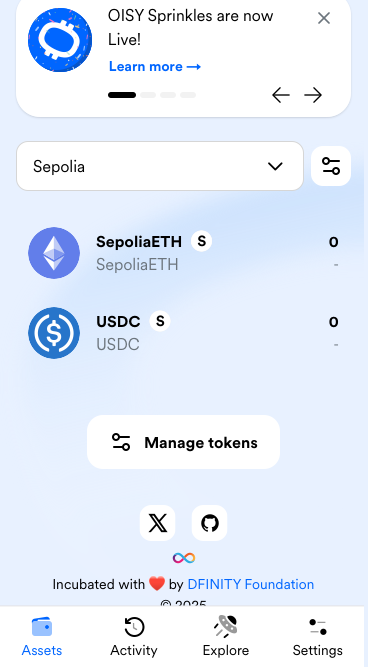 OISY Sprinkles are now
Live!
Learn more →
Sepolia
SepoliaETH S 0
SepoliaETH -
USDC S 0
USDC -
Manage tokens
Incubated with ❤️ by DFINITY Foundation
© 2025
Assets Activity Explore Settings